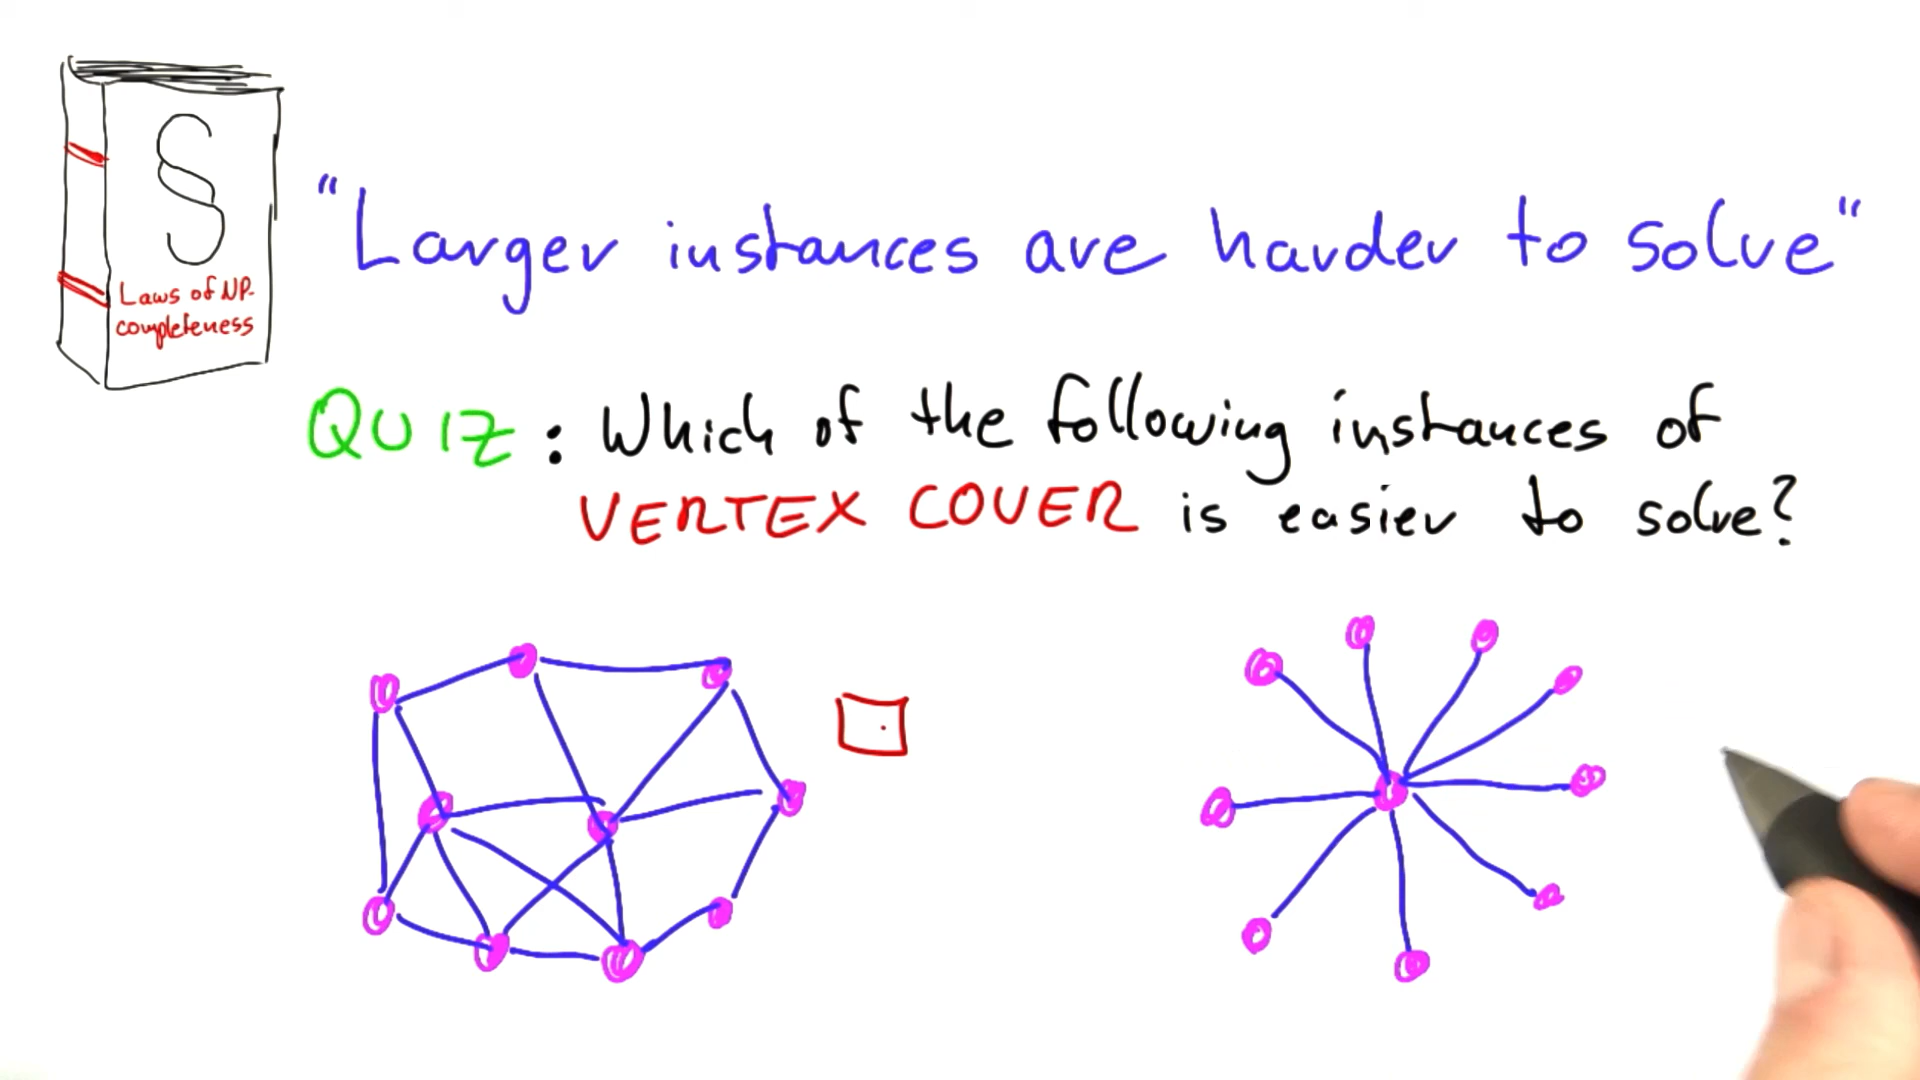 §
Laws of NP-
completeness
"Larger instances are harder to solve"
QUIZ: Which of the following instances of
VERTEX COVER is easier to solve?